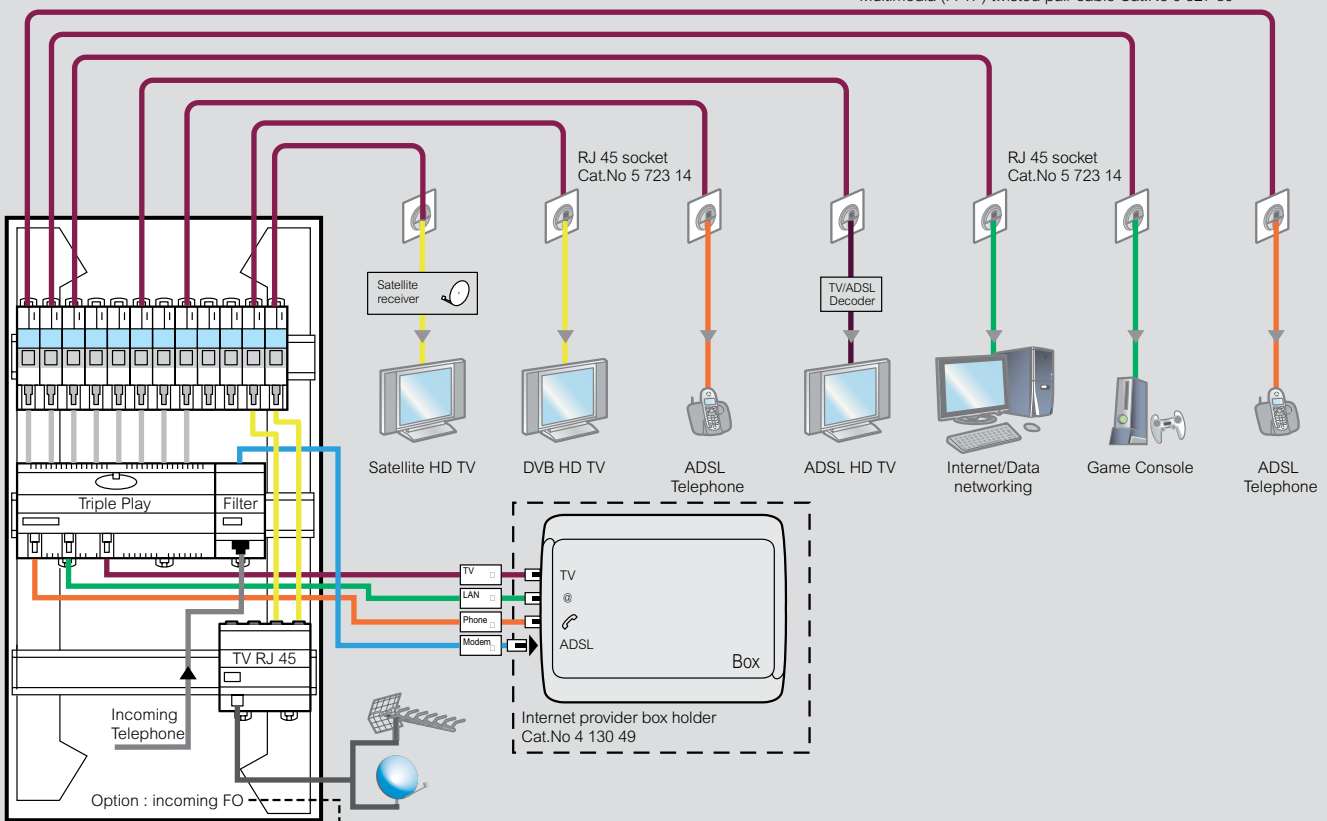 RJ 45 socket
Cat.No 5 723 14
RJ 45 socket
Cat.No 5 723 14
Satellite
receiver
TV/ADSL
Decoder
Satellite HD TV
DVB HD TV
ADSL
Telephone
ADSL HD TV
Internet/Data
networking
Game Console
ADSL
Telephone
Triple Play
Filter
TV
LAN
Phone
Modem
TV
@
ADSL
Box
TV RJ 45
Incoming
Telephone
Internet provider box holder
Cat.No 4 130 49
Option : incoming FO